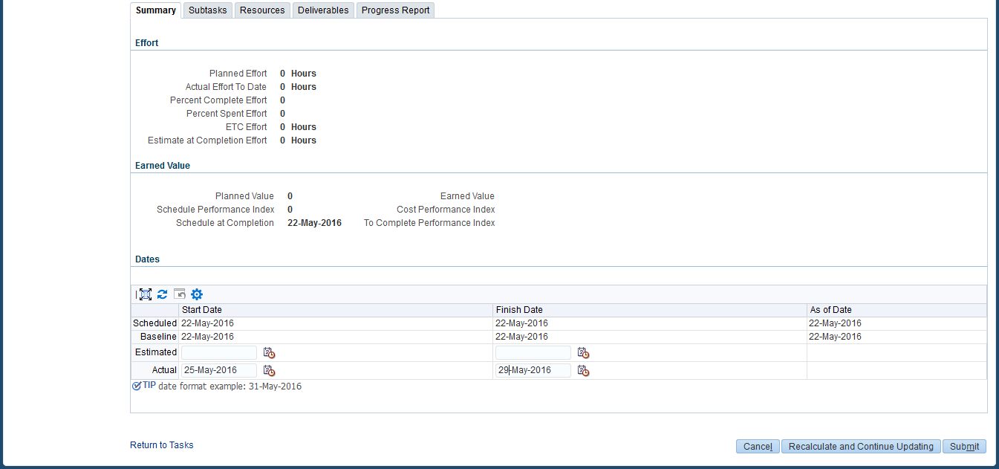 Summary Subtasks Resources Deliverables Progress Report
Effort
Planned Effort 0 Hours
Actual Effort To Date 0 Hours
Percent Complete Effort 0
Percent Spent Effort 0
ETC Effort 0 Hours
Estimate at Completion Effort 0 Hours
Earned Value
Planned Value 0 Earned Value
Schedule Performance Index 0 Cost Performance Index
Schedule at Completion 22-May-2016 To Complete Performance Index
Dates
Start Date Finish Date As of Date
Scheduled 22-May-2016 22-May-2016 22-May-2016
Baseline 22-May-2016 22-May-2016 22-May-2016
Estimated
Actual 25-May-2016 29-May-2016
TIP date format example: 31-May-2016
Return to Tasks Cancel Recalculate and Continue Updating Submit